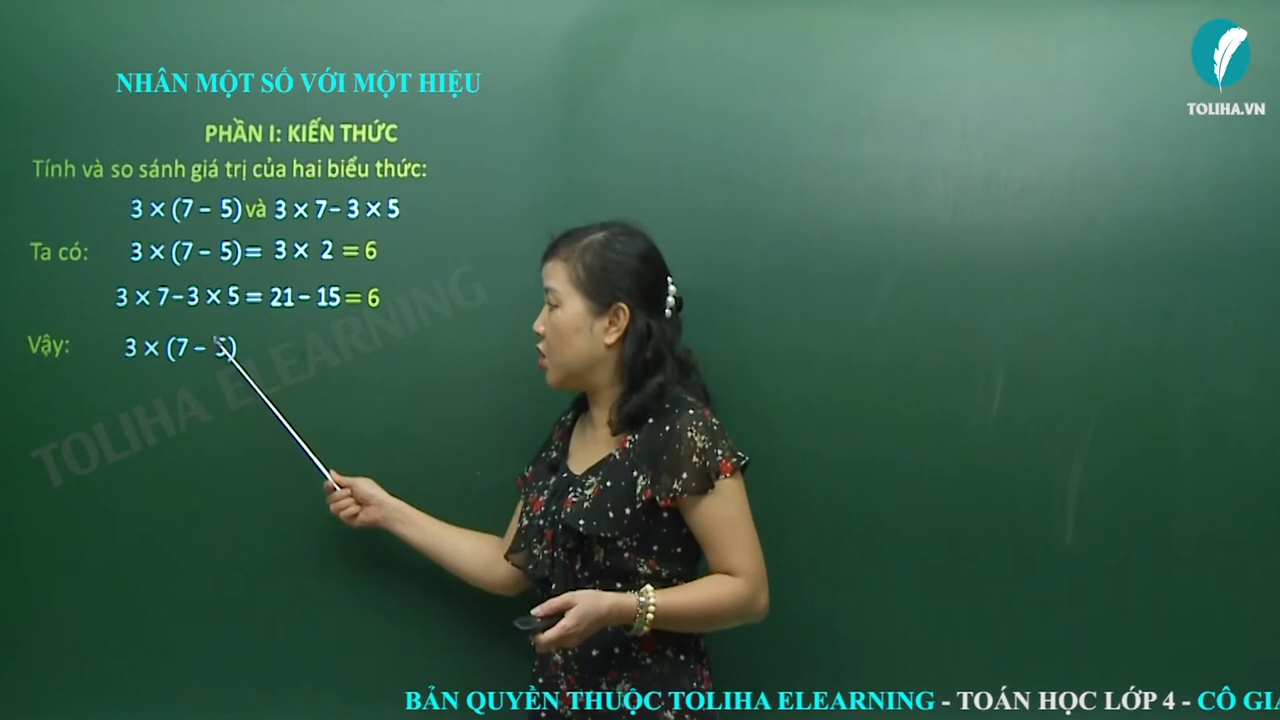 TOLIHA.VN
NHÂN MỘT SỐ VỚI MỘT HIỆU
PHẦN I: KIẾN THỨC
Tính và so sánh giá trị của hai biểu thức:
3 × (7 – 5) và 3 × 7 – 3 × 5
Ta có: 3 × (7 – 5) = 3 × 2 = 6
3 × 7 – 3 × 5 = 21 – 15 = 6
Vậy: 3 × (7 – 5)
TOLIHA ELEARNING
BẢN QUYỀN THUỘC TOLIHA ELEARNING - TOÁN HỌC LỚP 4 - CÔ